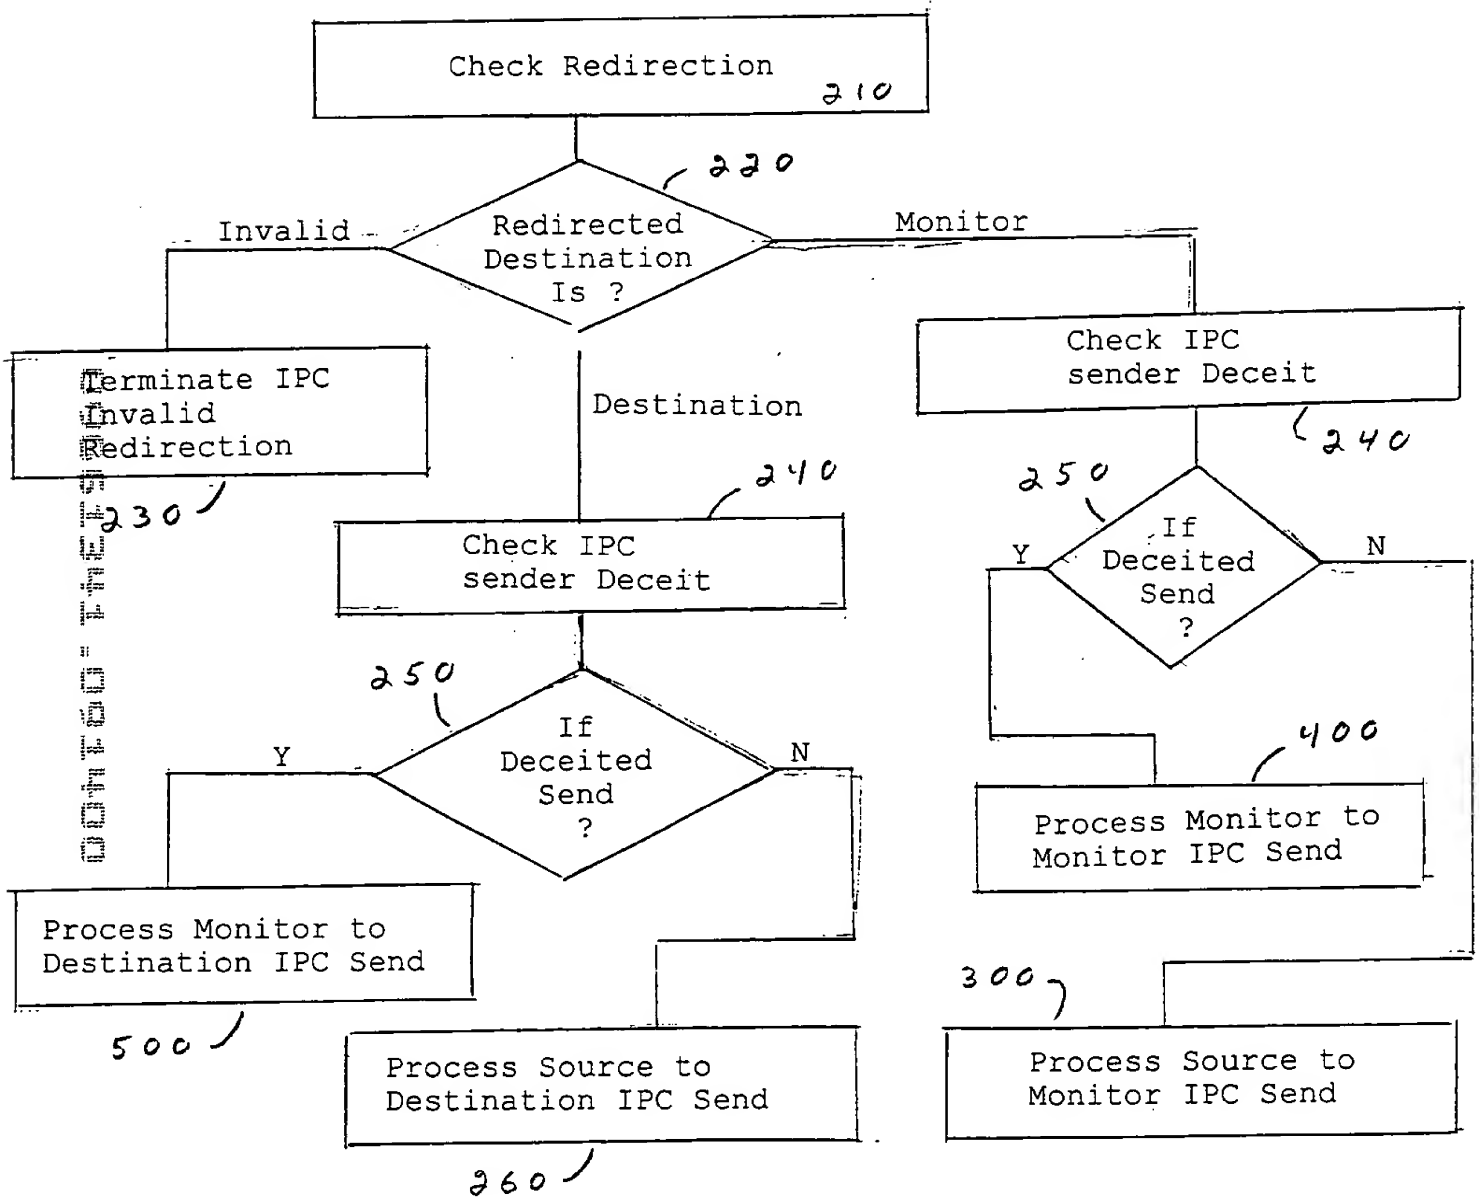 Check Redirection
210
220
Redirected
Destination
Is ?
Invalid
Monitor
Terminate IPC
Invalid
Redirection
230
Destination
Check IPC
sender Deceit
240
Check IPC
sender Deceit
240
250
If
Deceited
Send
?
Y
N
250
If
Deceited
Send
?
Y
N
400
Process Monitor to
Monitor IPC Send
Process Monitor to
Destination IPC Send
500
Process Source to
Destination IPC Send
260
300
Process Source to
Monitor IPC Send